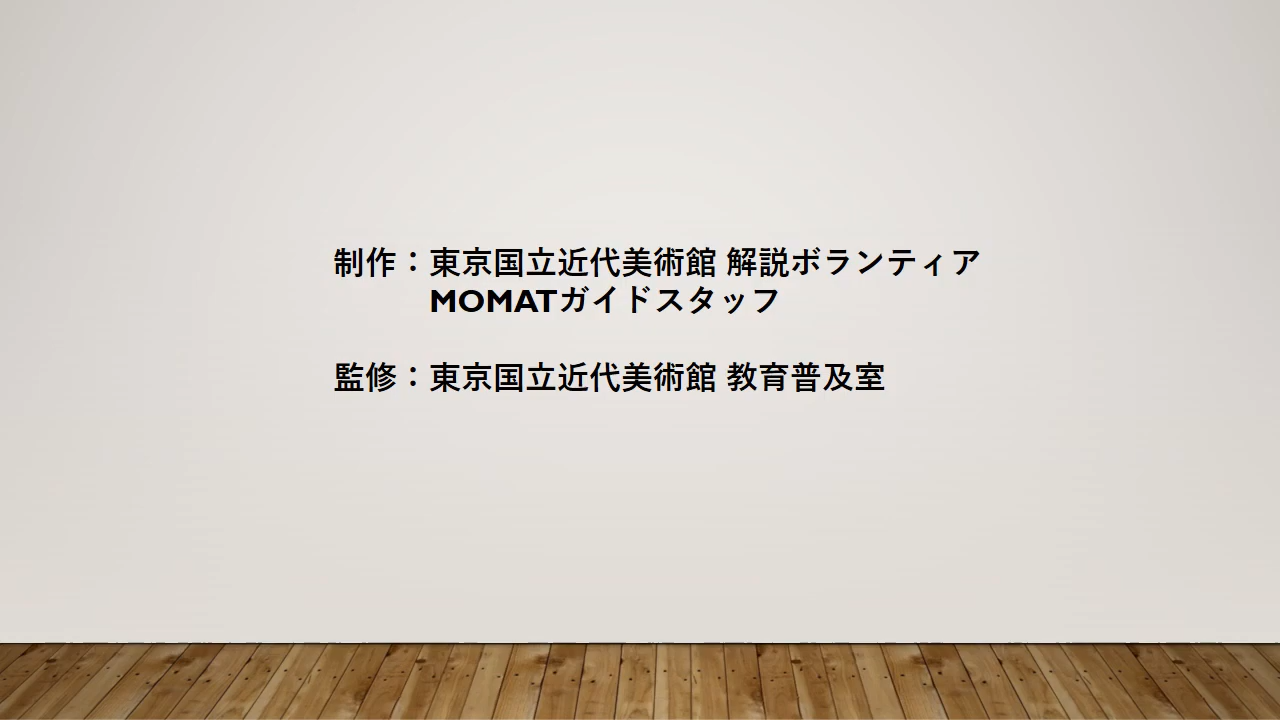 制作：東京国立近代美術館 解説ボランティア
MOMATガイドスタッフ
監修：東京国立近代美術館 教育普及室